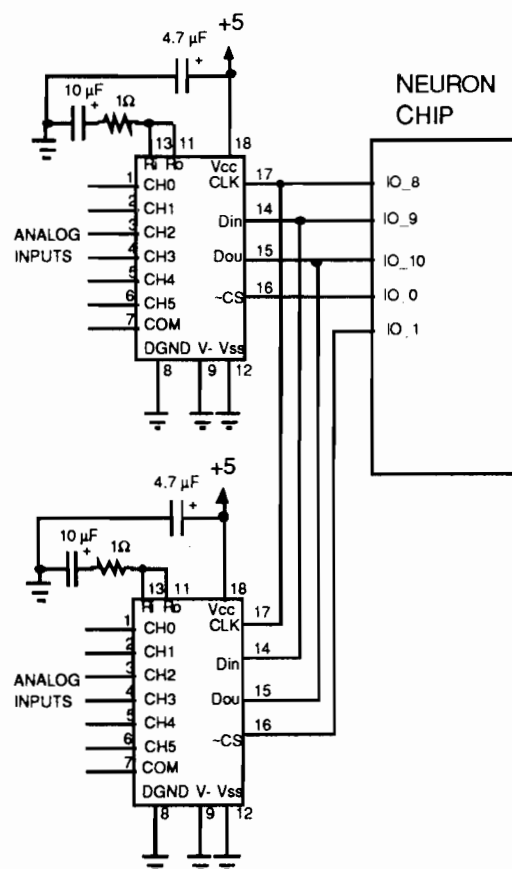 +5
4.7 µF
+
10 µF
+
1Ω
13 11 18
Ri Ro Vcc
NEURON
CHIP
1 CH0
2 CH1
3 CH2
4 CH3
5 CH4
6 CH5
7 COM
ANALOG
INPUTS
CLK 17 IO_8
Din 14 IO_9
Dou 15 IO_10
~CS 16 IO_0
IO_1
DGND V- Vss
8 9 12
+5
4.7 µF
+
10 µF
+
1Ω
13 11 18
Ri Ro Vcc
1 CH0
2 CH1
3 CH2
4 CH3
5 CH4
6 CH5
7 COM
ANALOG
INPUTS
CLK 17
Din 14
Dou 15
~CS 16
DGND V- Vss
8 9 12